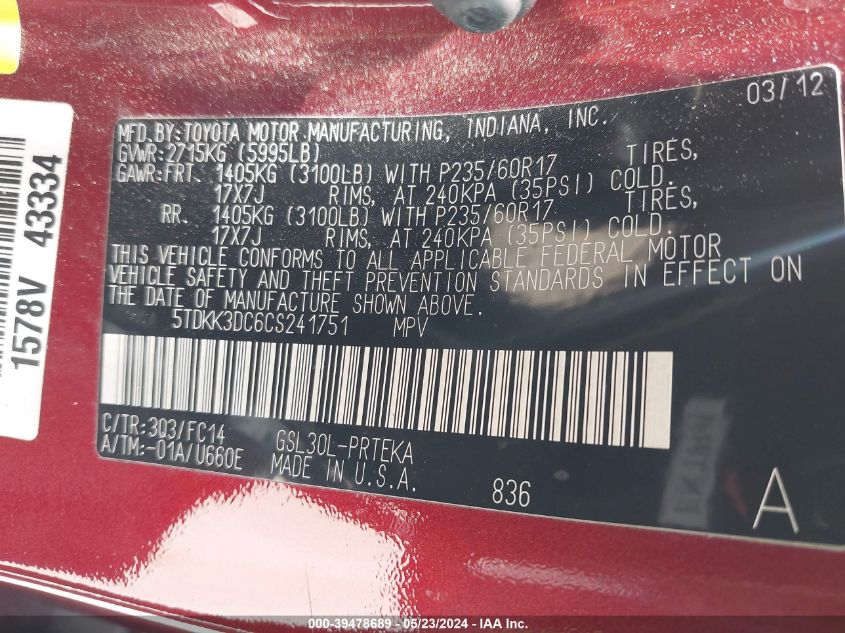 03/12
MFD. BY: TOYOTA MOTOR MANUFACTURING, INDIANA, INC.
GVWR: 2715KG (5995LB)
GAWR: FRT. 1405KG (3100LB) WITH P235/60R17 TIRES,
17X7J RIMS, AT 240KPA (35PSI) COLD.
RR. 1405KG (3100LB) WITH P235/60R17 TIRES,
17X7J RIMS, AT 240KPA (35PSI) COLD.
THIS VEHICLE CONFORMS TO ALL APPLICABLE FEDERAL MOTOR
VEHICLE SAFETY AND THEFT PREVENTION STANDARDS IN EFFECT ON
THE DATE OF MANUFACTURE SHOWN ABOVE.
5TDKK3DC6CS241751 MPV
C/TR: 3Q3/FC14 GSL30L-PRTEKA
A/TM: -01A/U660E MADE IN U.S.A.
836
A
1578V 43334
000-39478689 - 05/23/2024 - IAA Inc.